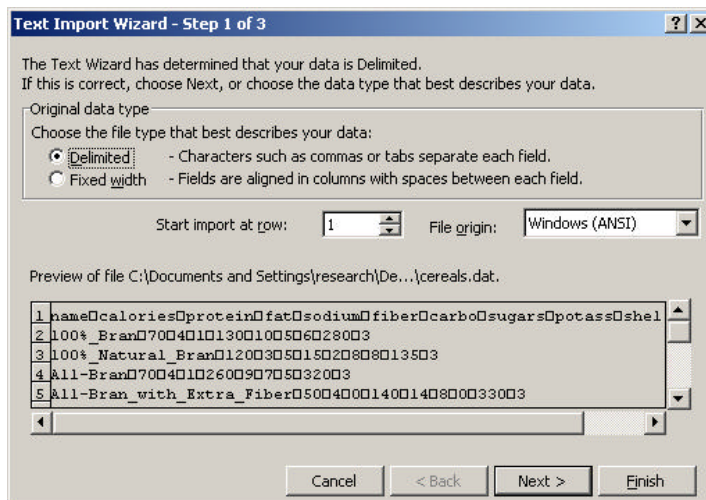 Text Import Wizard - Step 1 of 3
The Text Wizard has determined that your data is Delimited.
If this is correct, choose Next, or choose the data type that best describes your data.
Original data type
Choose the file type that best describes your data:
Delimited - Characters such as commas or tabs separate each field.
Fixed width - Fields are aligned in columns with spaces between each field.
Start import at row: 1 File origin: Windows (ANSI)
Preview of file C:\Documents and Settings\research\De...\cereals.dat.
1 name□calories□protein□fat□sodium□fiber□carbo□sugars□potass□shel
2 100%_Bran□70□4□1□130□10□5□6□280□3
3 100%_Natural_Bran□120□3□5□15□2□8□8□135□3
4 All-Bran□70□4□1□260□9□7□5□320□3
5 All-Bran_with_Extra_Fiber□50□4□0□140□14□8□0□330□3
Cancel < Back Next > Finish